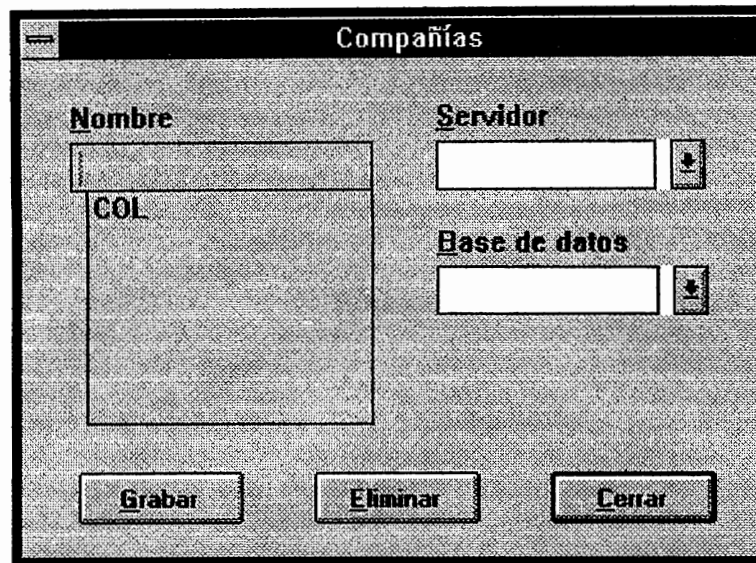 Compañías
Nombre
COL
Servidor
Base de datos
Grabar
Eliminar
Cerrar